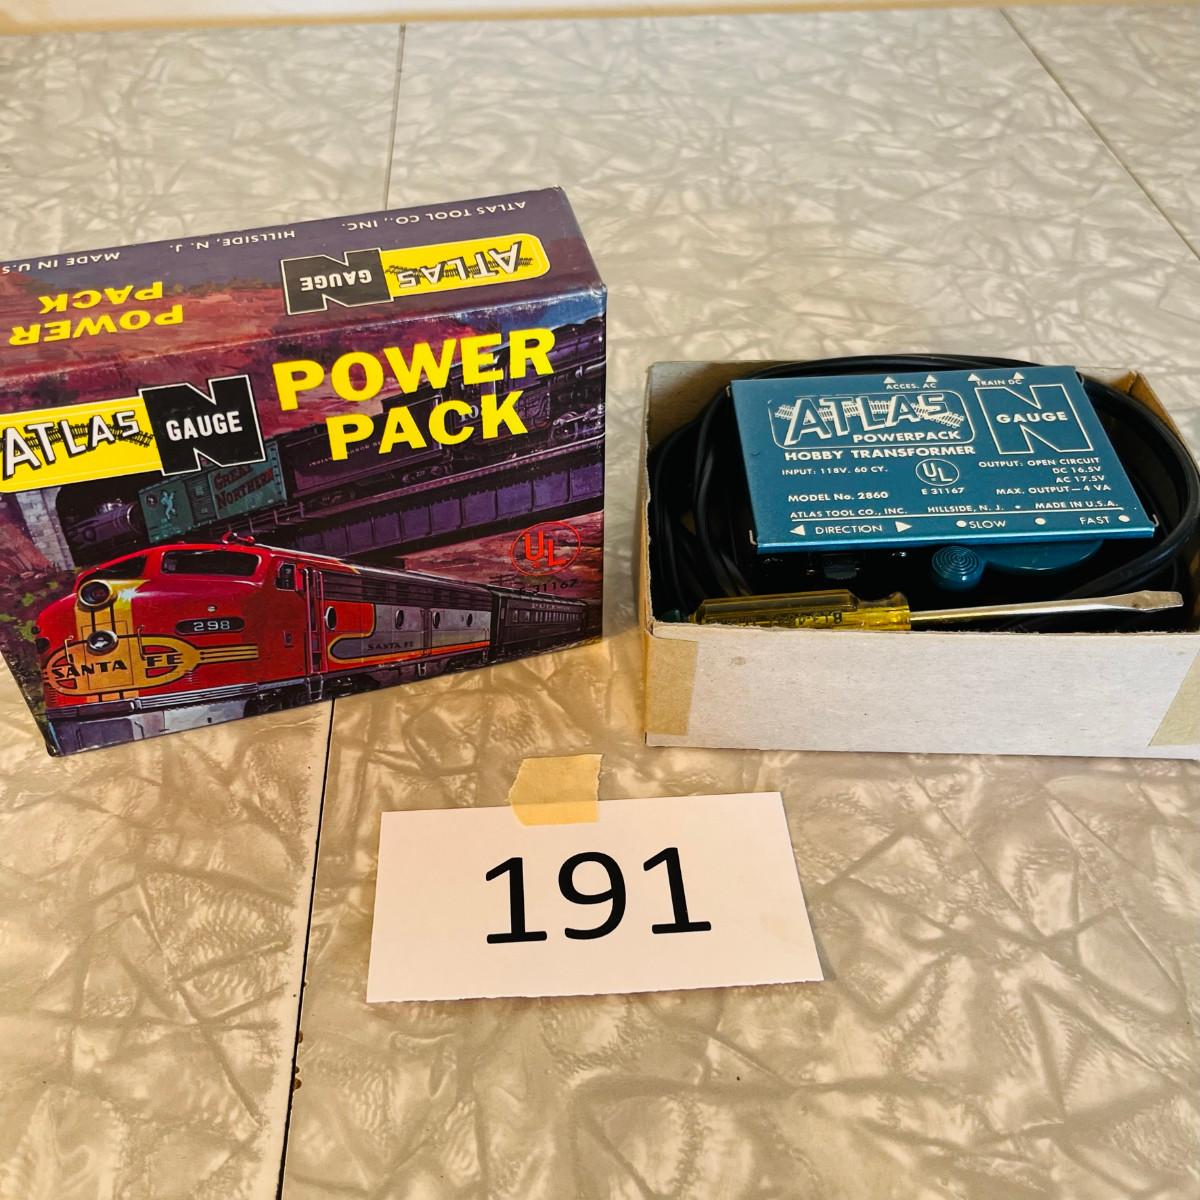 ATLAS TOOL CO., INC. HILLSIDE, N. J. MADE IN U.S
ATLAS N GAUGE
POWER
PACK
ATLAS N GAUGE
POWER
PACK
GREAT
NORTHERN
UL
E 31167
298
SANTA FE
SANTA FE
ACCES. AC TRAIN DC
ATLAS
POWERPACK
HOBBY TRANSFORMER
N GAUGE
INPUT: 118V. 60 CY.
UL
E 31167
OUTPUT: OPEN CIRCUIT
DC 16.5V
AC 17.5V
MAX. OUTPUT—4 VA
MODEL No. 2860
ATLAS TOOL CO., INC. HILLSIDE, N. J. • MADE IN U.S.A.
◀ DIRECTION ▶ •SLOW • FAST •
191